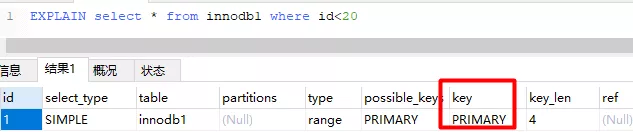 1 EXPLAIN select * from innodb1 where id<20
信息 结果1 概况 状态
id select_type table partitions type possible_keys key key_len ref
1 SIMPLE innodb1 (Null) range PRIMARY PRIMARY 4 (Null)